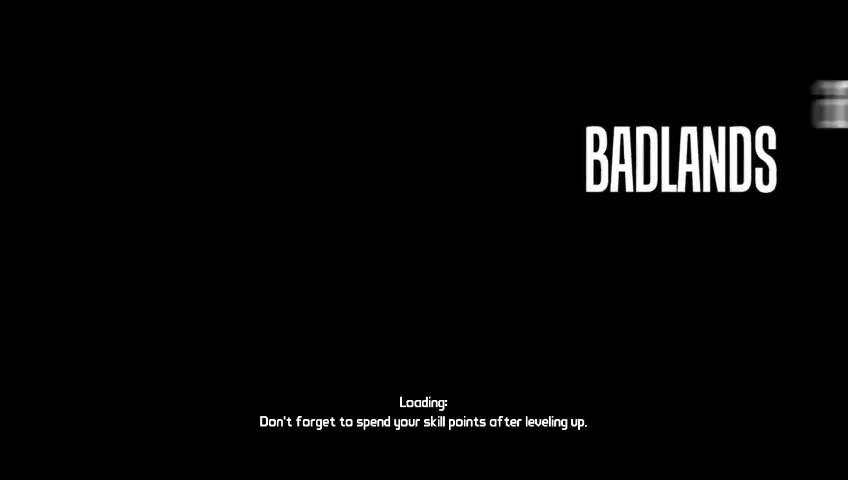 BADLANDS
Loading:
Don't forget to spend your skill points after leveling up.